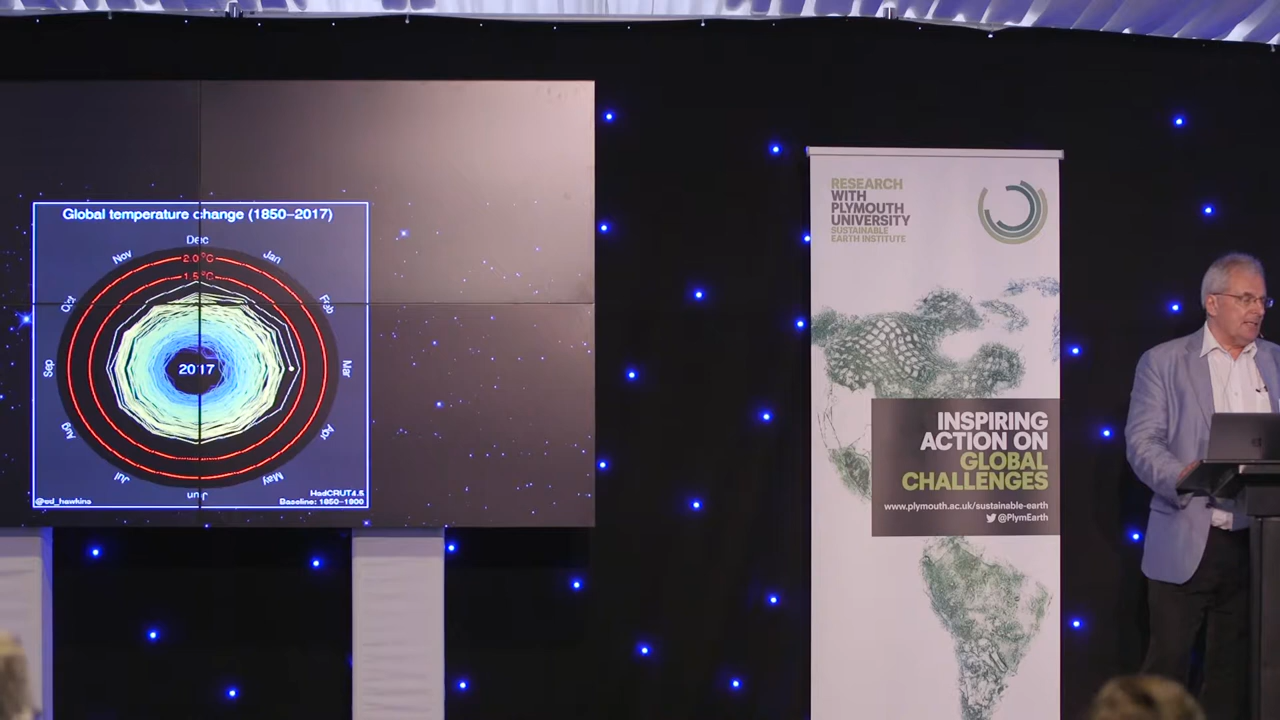 Global temperature change (1850–2017)
Dec
Nov
Jan
2.0 °C
1.5 °C
Oct
Feb
2017
Sep
Mar
Aug
Apr
Jul
May
Jun
@ed_hawkins
HadCRUT4.5
Baseline: 1850–1900
RESEARCH
WITH
PLYMOUTH
UNIVERSITY
SUSTAINABLE
EARTH INSTITUTE
INSPIRING
ACTION ON
GLOBAL
CHALLENGES
www.plymouth.ac.uk/sustainable-earth
@PlymEarth